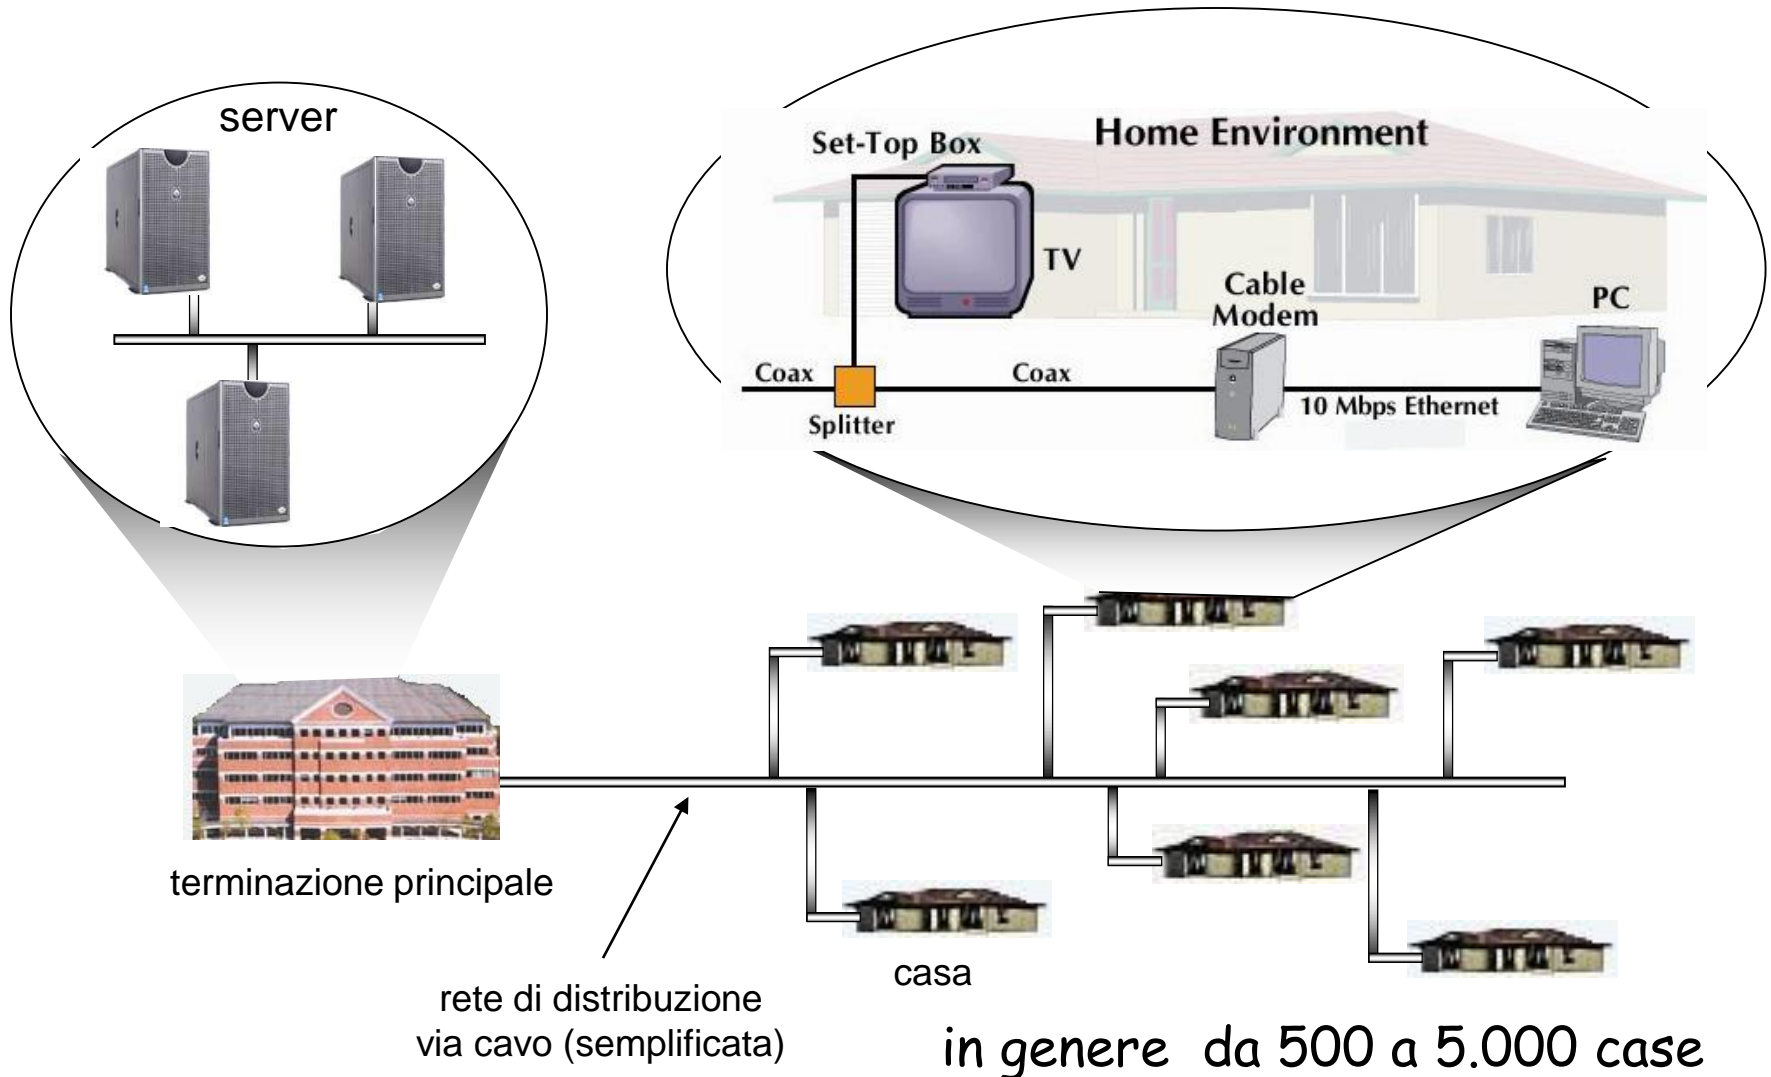 server
Home Environment
Set-Top Box
TV
Cable
Modem
PC
Coax
Coax
10 Mbps Ethernet
Splitter
terminazione principale
casa
rete di distribuzione
via cavo (semplificata)
in genere da 500 a 5.000 case